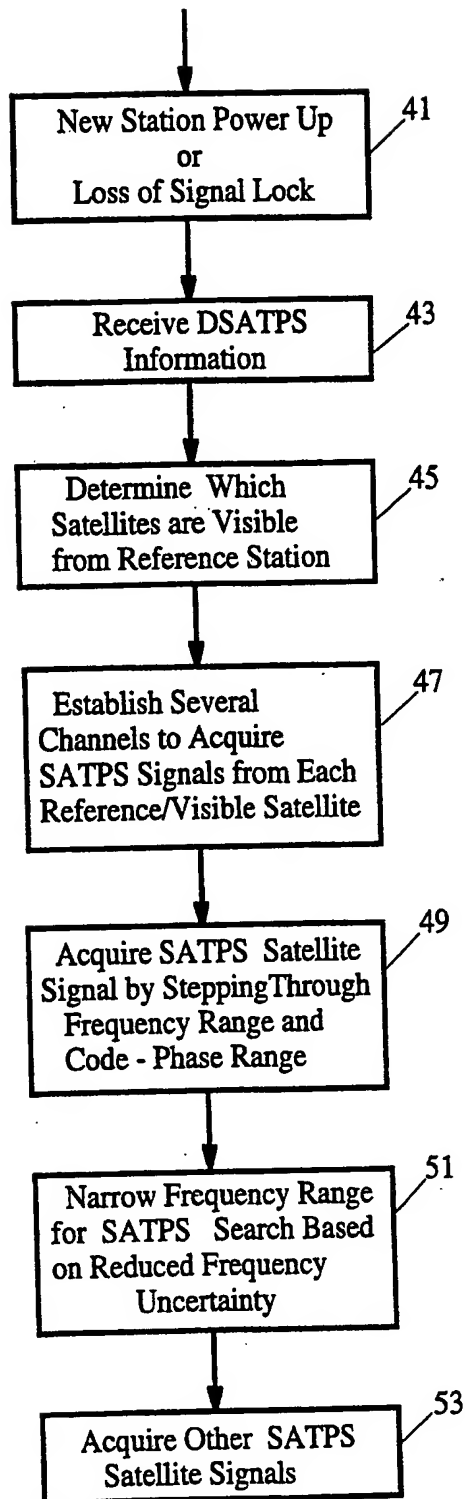 New Station Power Up
or
Loss of Signal Lock
41
Receive DSATPS
Information
43
Determine Which
Satellites are Visible
from Reference Station
45
Establish Several
Channels to Acquire
SATPS Signals from Each
Reference/Visible Satellite
47
Acquire SATPS Satellite
Signal by SteppingThrough
Frequency Range and
Code - Phase Range
49
Narrow Frequency Range
for SATPS Search Based
on Reduced Frequency
Uncertainty
51
Acquire Other SATPS
Satellite Signals
53